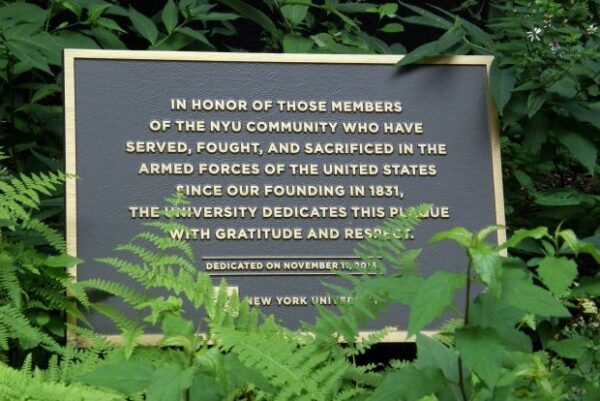 IN HONOR OF THOSE MEMBERS
OF THE NYU COMMUNITY WHO HAVE
SERVED, FOUGHT, AND SACRIFICED IN THE
ARMED FORCES OF THE UNITED STATES
SINCE OUR FOUNDING IN 1831,
THE UNIVERSITY DEDICATES THIS PLAQUE
WITH GRATITUDE AND RESPECT.
DEDICATED ON NOVEMBER 11,
NEW YORK